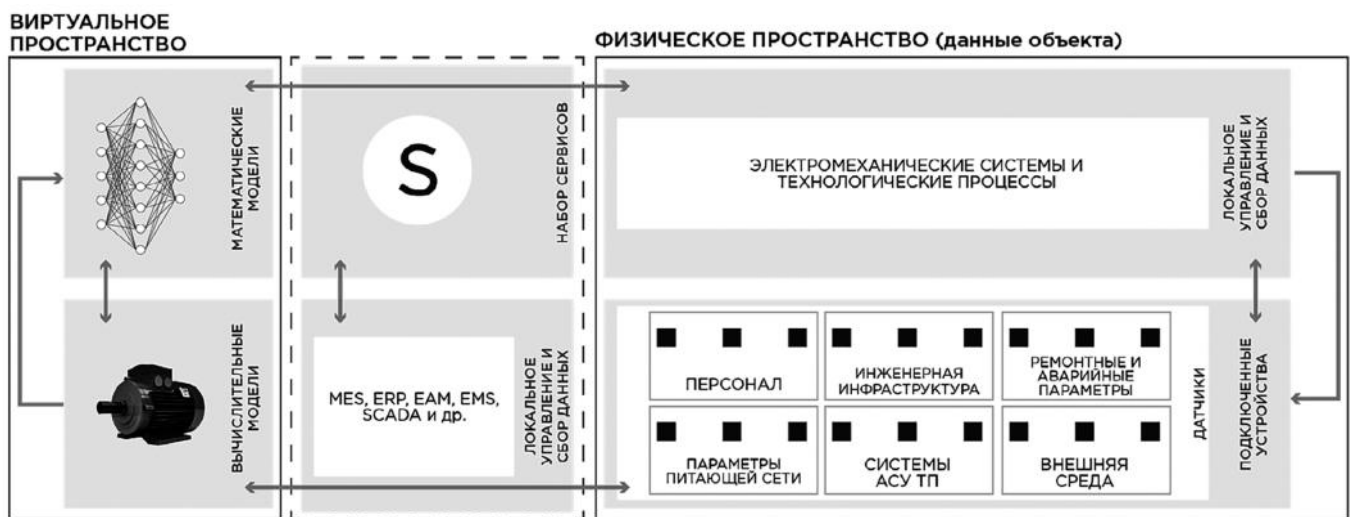 ВИРТУАЛЬНОЕ
ПРОСТРАНСТВО
МАТЕМАТИЧЕСКИЕ
МОДЕЛИ
ВЫЧИСЛИТЕЛЬНЫЕ
МОДЕЛИ
S
НАБОР СЕРВИСОВ
MES, ERP, EAM, EMS,
SCADA и др.
ЛОКАЛЬНОЕ
УПРАВЛЕНИЕ И
СБОР ДАННЫХ
ФИЗИЧЕСКОЕ ПРОСТРАНСТВО (данные объекта)
ЭЛЕКТРОМЕХАНИЧЕСКИЕ СИСТЕМЫ И
ТЕХНОЛОГИЧЕСКИЕ ПРОЦЕССЫ
ЛОКАЛЬНОЕ
УПРАВЛЕНИЕ И
СБОР ДАННЫХ
ПЕРСОНАЛ
ИНЖЕНЕРНАЯ
ИНФРАСТРУКТУРА
РЕМОНТНЫЕ И
АВАРИЙНЫЕ
ПАРАМЕТРЫ
ПАРАМЕТРЫ
ПИТАЮЩЕЙ СЕТИ
СИСТЕМЫ
АСУ ТП
ВНЕШНЯЯ
СРЕДА
ДАТЧИКИ
ПОДКЛЮЧЕННЫЕ
УСТРОЙСТВА